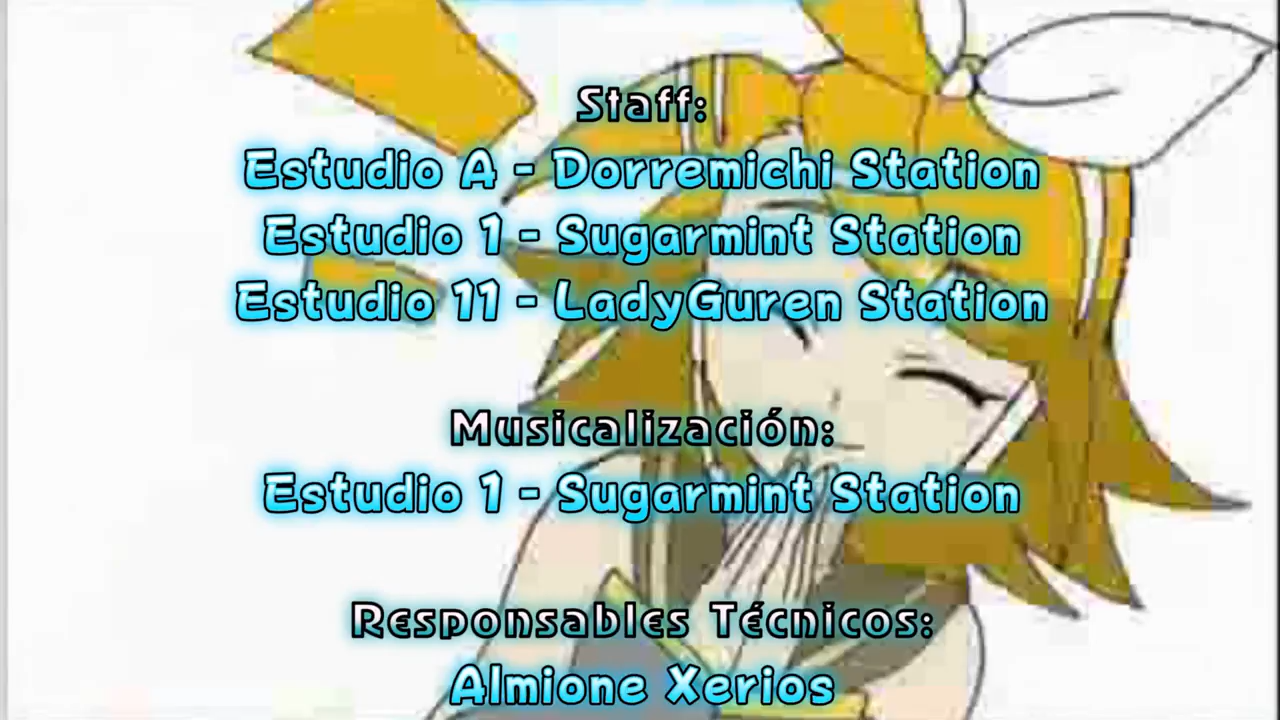 Staff:
Estudio A - Dorremichi Station
Estudio 1 - Sugarmint Station
Estudio 11 - LadyGuren Station
Musicalización:
Estudio 1 - Sugarmint Station
Responsables Técnicos:
Almione Xerios